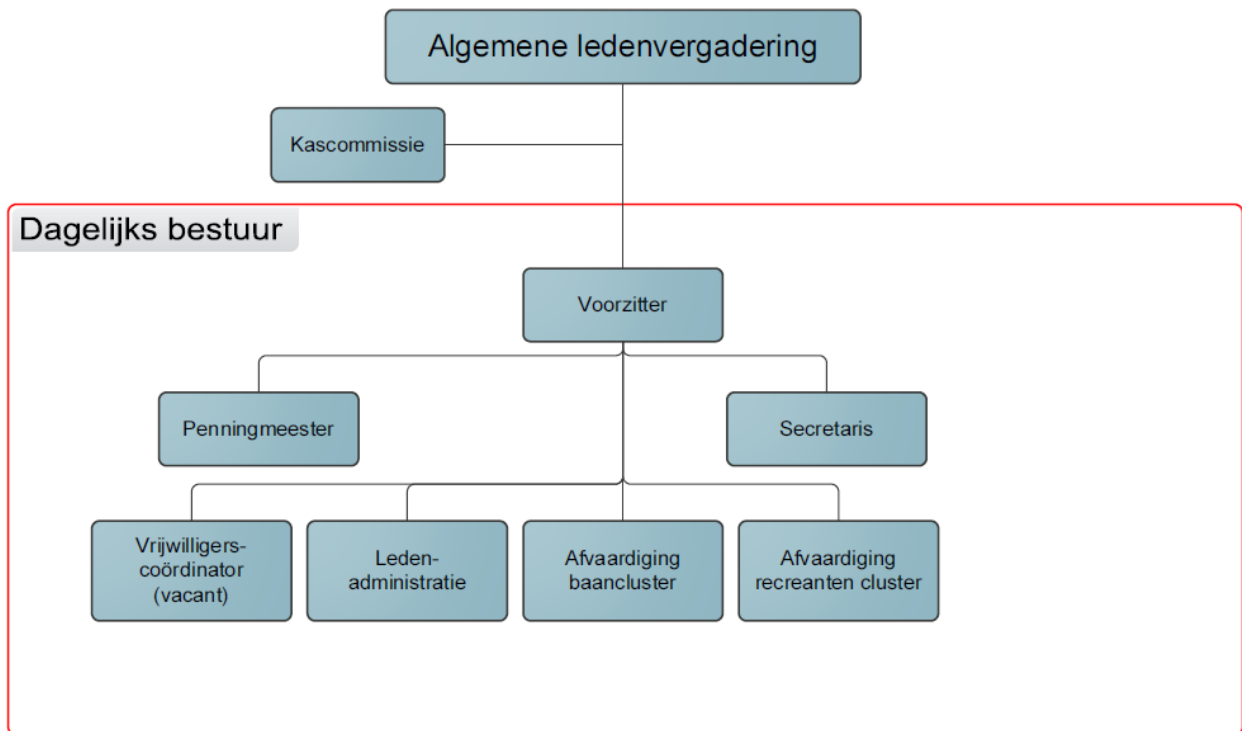 Algemene ledenvergadering
Kascommissie
Dagelijks bestuur
Voorzitter
Penningmeester
Secretaris
Vrijwilligers-
coördinator
(vacant)
Leden-
administratie
Afvaardiging
baancluster
Afvaardiging
recreanten cluster